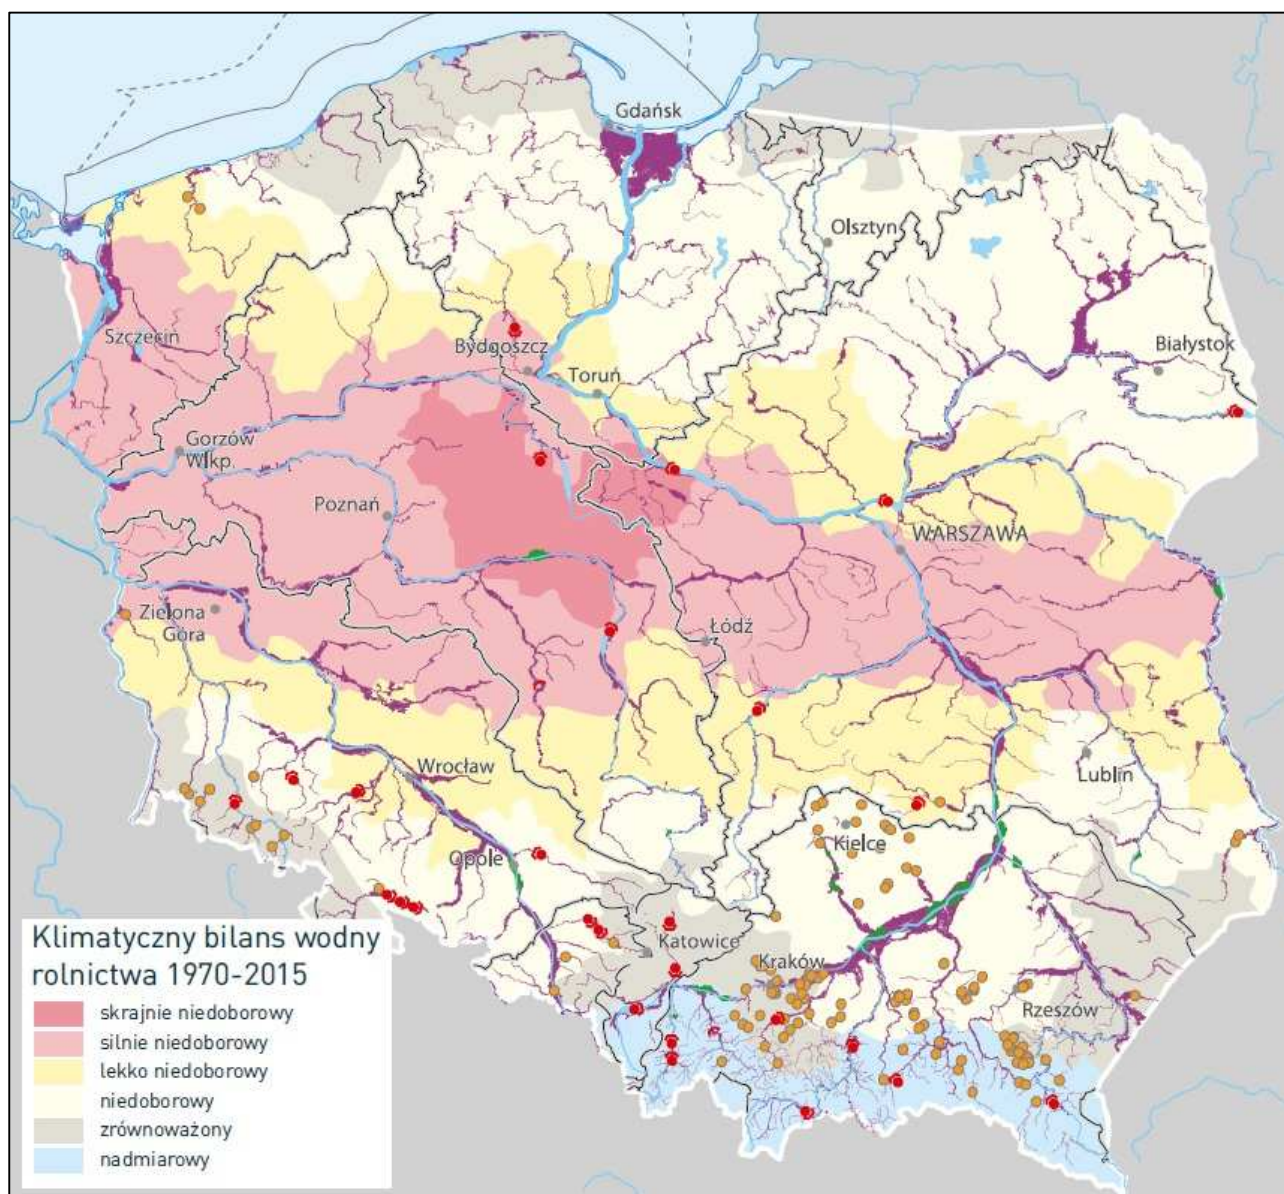 Gdańsk
Olsztyn
Szczecin
Bydgoszcz
Białystok
Toruń
Gorzów
Wlkp.
Poznań
WARSZAWA
Zielona
Góra
Łódź
Wrocław
Lublin
Kielce
Opole
Katowice
Kraków
Rzeszów
Klimatyczny bilans wodny
rolnictwa 1970-2015
skrajnie niedoborowy
silnie niedoborowy
lekko niedoborowy
niedoborowy
zrównoważony
nadmiarowy